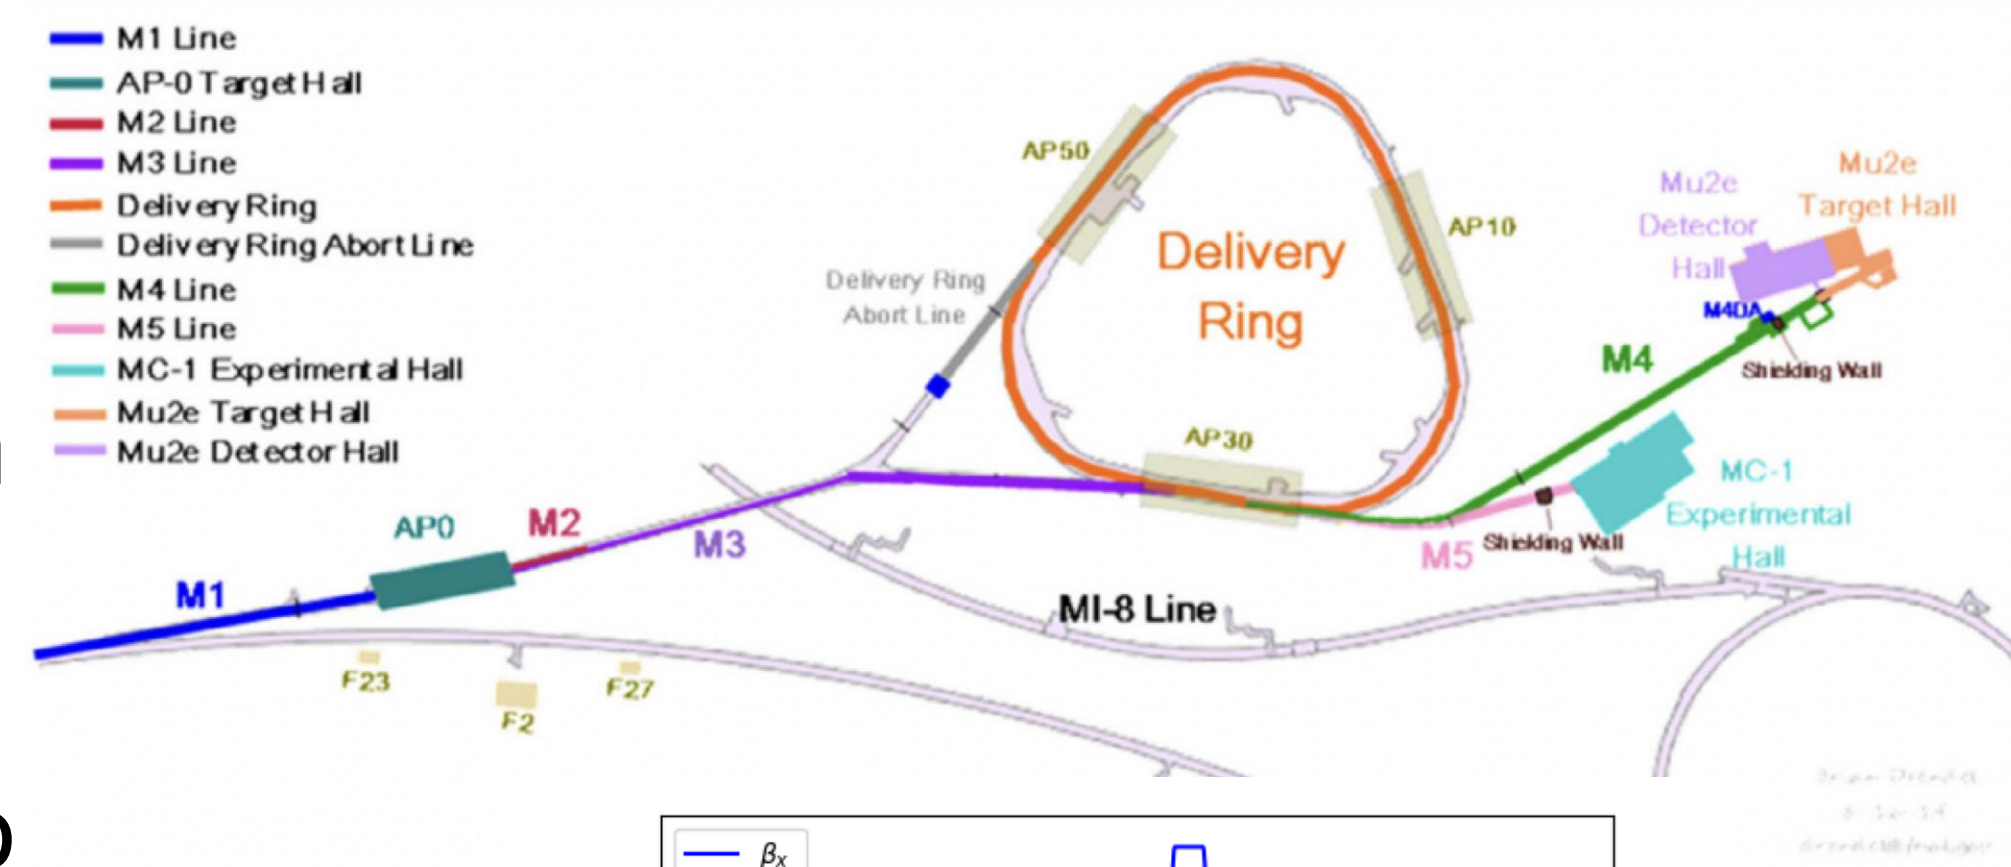 M1 Line
AP-0 Target Hall
M2 Line
M3 Line
Delivery Ring
Delivery Ring Abort Line
M4 Line
M5 Line
MC-1 Experimental Hall
Mu2e Target Hall
Mu2e Detector Hall
AP50
AP10
Delivery
Ring
Delivery Ring
Abort Line
Mu2e
Target Hall
Mu2e
Detector
Hall
M4DA
Shielding Wall
M4
AP30
MC-1
Experimental
Hall
Shielding Wall
M5
AP0
M2
M3
M1
MI-8 Line
F23
F2
F27
βx